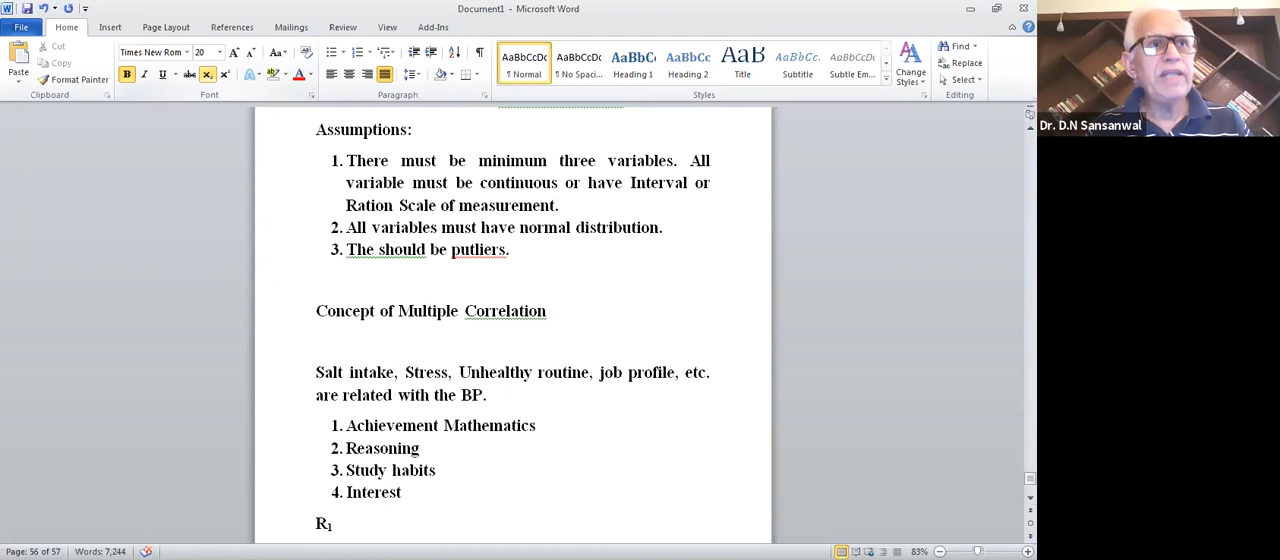 Document1 - Microsoft Word
File Home Insert Page Layout References Mailings Review View Add-Ins
Cut
Copy
Paste
Format Painter
Times New Rom 20
AaBbCcDc AaBbCcDc AaBbCc AaBbCc AaB AaBbCc. AaBbCcDc
¶ Normal ¶ No Spaci... Heading 1 Heading 2 Title Subtitle Subtle Em...
Change
Styles
Find
Replace
Select
Clipboard Font Paragraph Styles Editing
Dr. D.N Sansanwal
Assumptions:
1. There must be minimum three variables. All
variable must be continuous or have Interval or
Ration Scale of measurement.
2. All variables must have normal distribution.
3. The should be putliers.
Concept of Multiple Correlation
Salt intake, Stress, Unhealthy routine, job profile, etc.
are related with the BP.
1. Achievement Mathematics
2. Reasoning
3. Study habits
4. Interest
R₁
Page: 56 of 57 Words: 7,244 83%